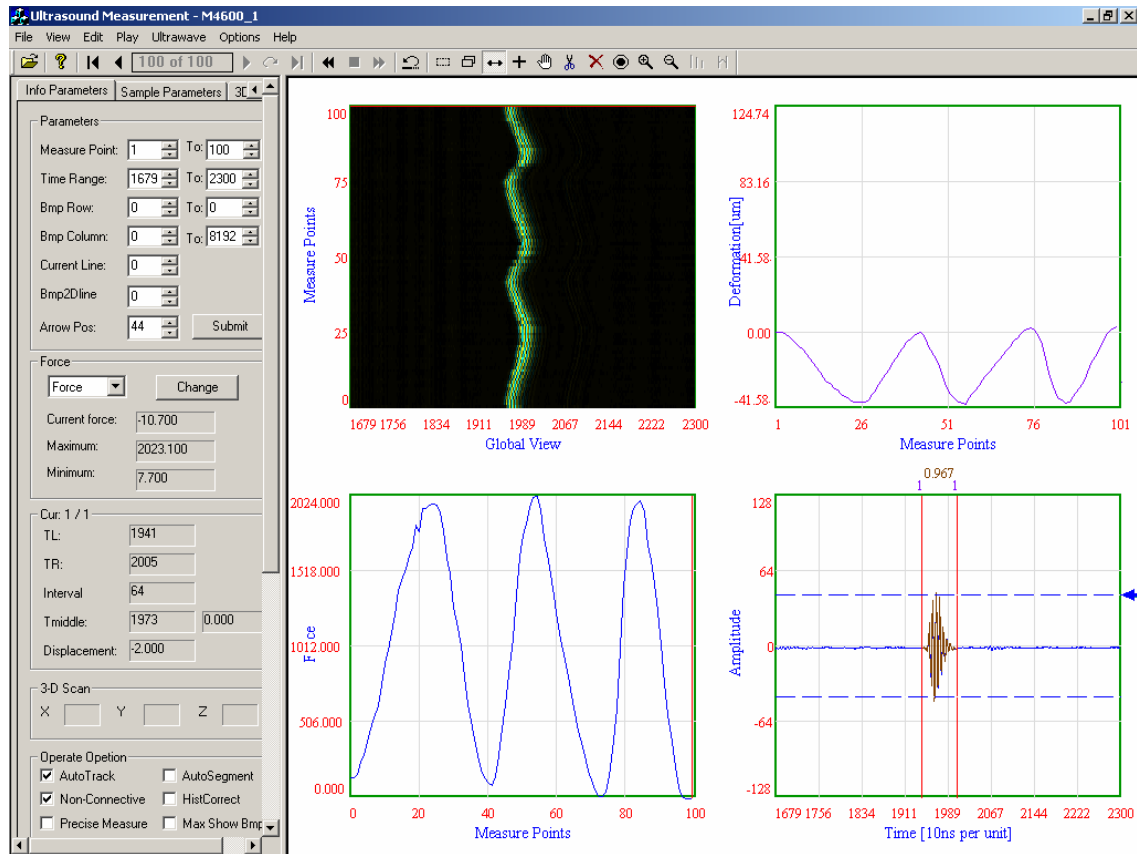 Ultrasound Measurement - M4600_1
File View Edit Play Ultrawave Options Help
100 of 100
Info Parameters Sample Parameters 3D
Parameters
Measure Point: 1 To: 100
Time Range: 1679 To: 2300
Bmp Row: 0 To: 0
Bmp Column: 0 To: 8192
Current Line: 0
Bmp2Dline 0
Arrow Pos: 44 Submit
Force
Force Change
Current force: -10.700
Maximum: 2023.100
Minimum: 7.700
Cur: 1 / 1
TL: 1941
TR: 2005
Interval 64
Tmiddle: 1973 0.000
Displacement: -2.000
3-D Scan
X Y Z
Operate Opetion
AutoTrack AutoSegment
Non-Connective HistCorrect
Precise Measure Max Show Bmp
100
75
50
25
0
Measure Points
1679 1756 1834 1911 1989 2067 2144 2222 2300
Global View
124.74
83.16
41.58
0.00
-41.58
Deformation[um]
1 26 51 76 101
Measure Points
2024.000
1518.000
1012.000
506.000
0.000
Force
0 20 40 60 80 100
Measure Points
0.967
1 1
128
64
0
-64
-128
Amplitude
1679 1756 1834 1911 1989 2067 2144 2222 2300
Time [10ns per unit]